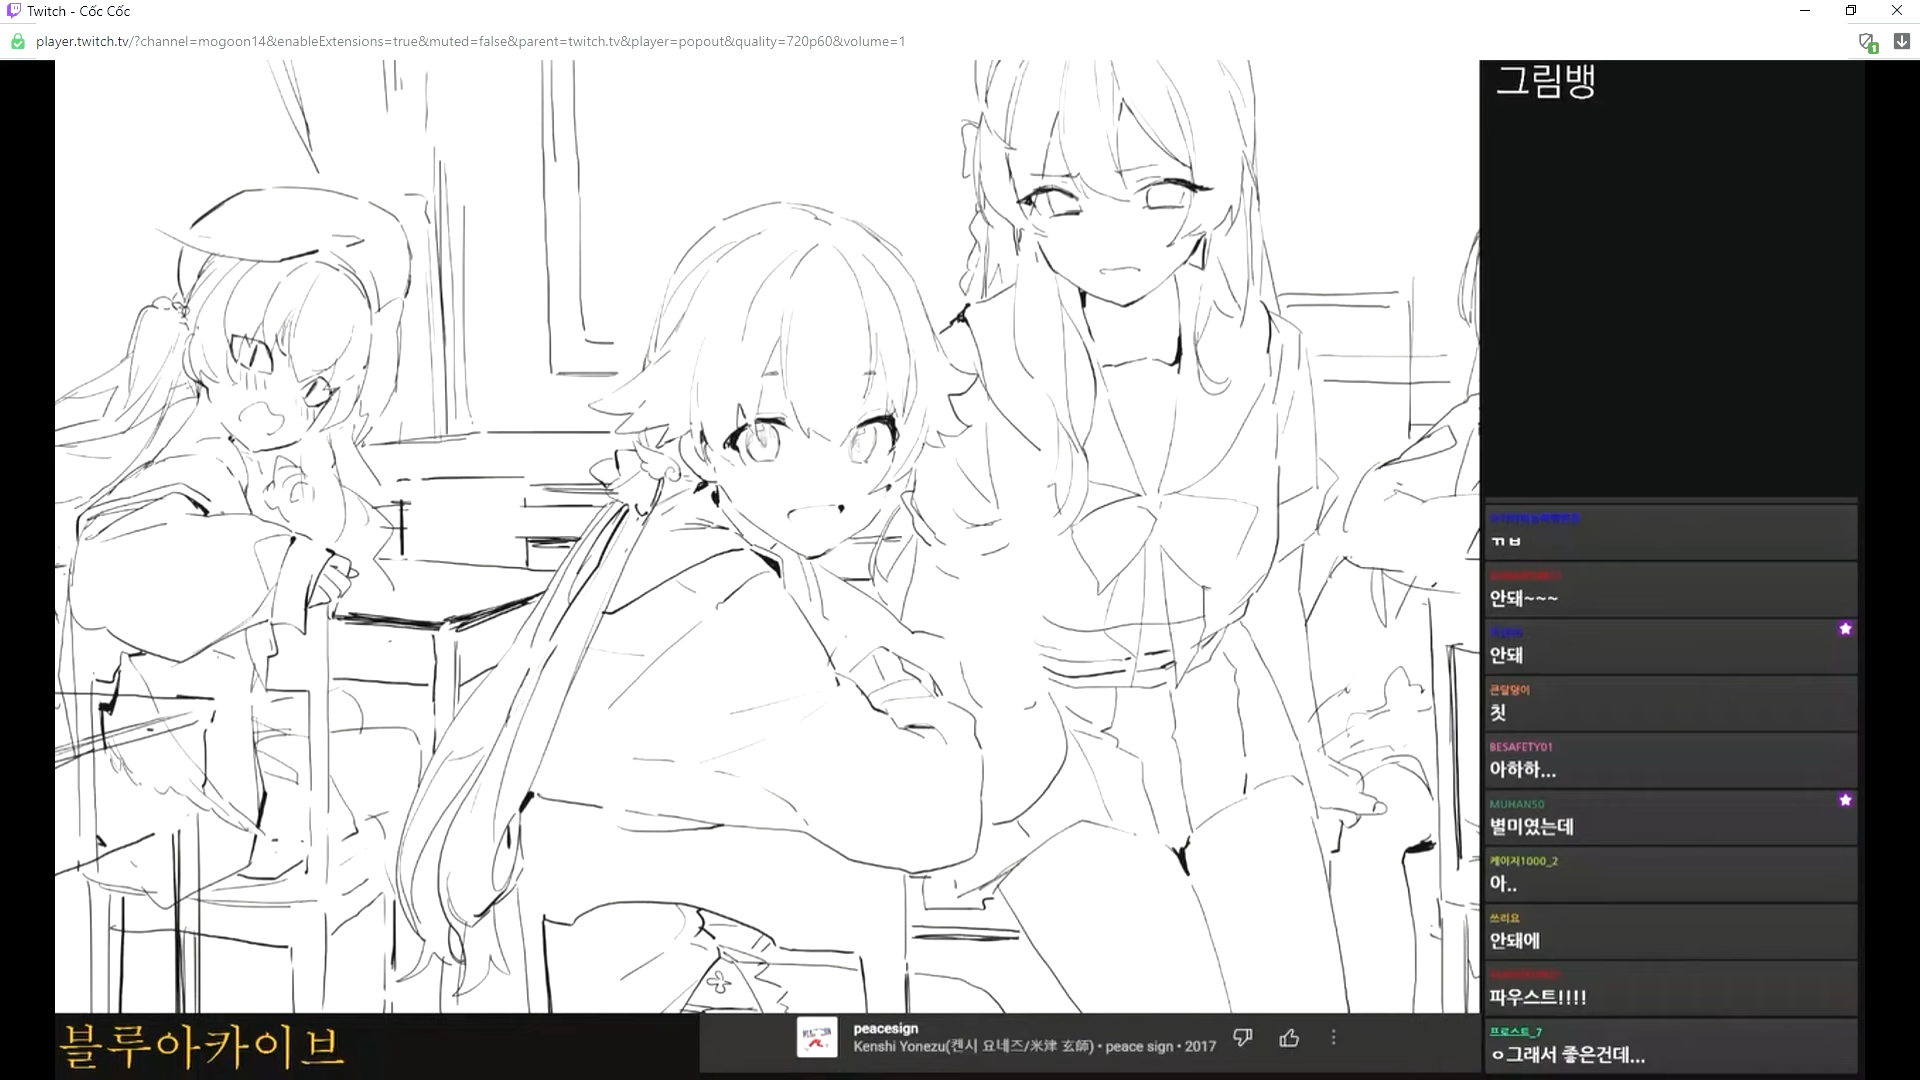 Twitch - Cốc Cốc
player.twitch.tv/?channel=mogoon14&enableExtensions=true&muted=false&parent=twitch.tv&player=popout&quality=720p60&volume=1
1
그림뱅
ㄲㅂ
안돼~~~
안돼
큰달덩이
칫
BESAFETY01
아하하...
MUHAN50
별미였는데
케이지1000_2
아..
쓰리요
안돼에
파우스트!!!!
프로스트_7
ㅇ그래서 좋은건데...
블루아카이브
peacesign
Kenshi Yonezu(켄시 요네즈/米津 玄師) • peace sign • 2017